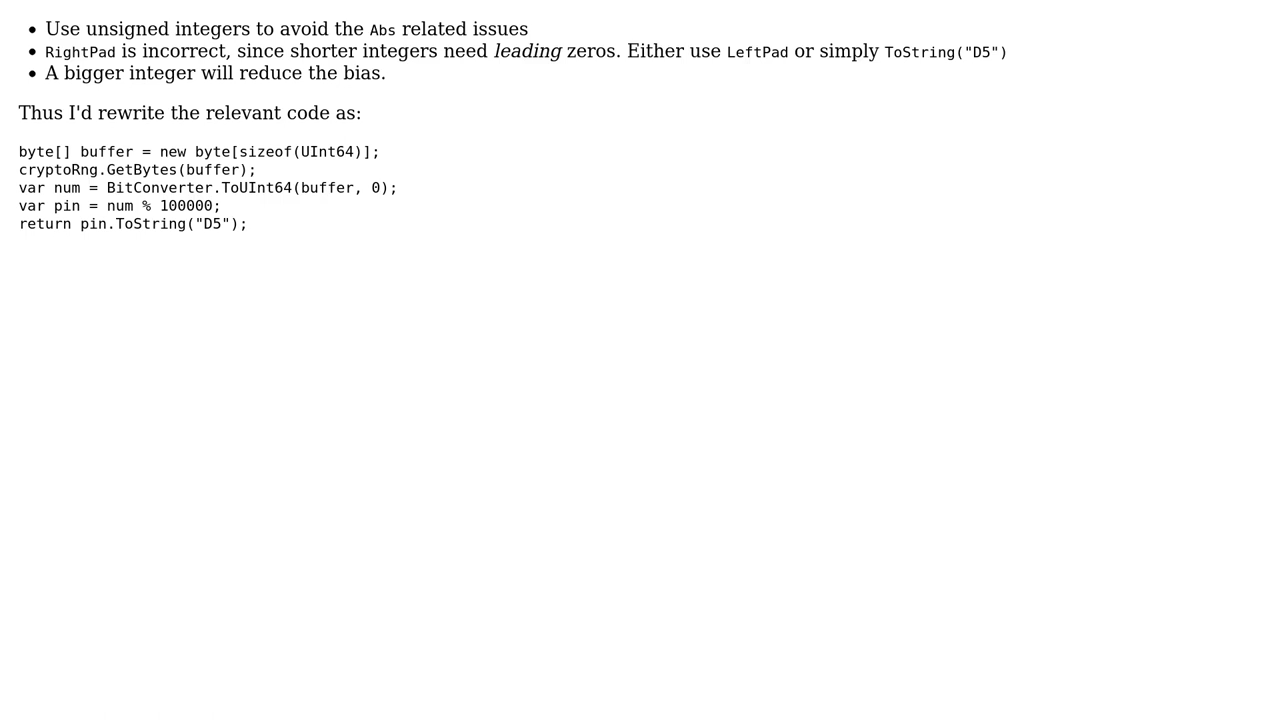 • Use unsigned integers to avoid the Abs related issues
• RightPad is incorrect, since shorter integers need leading zeros. Either use LeftPad or simply ToString("D5")
• A bigger integer will reduce the bias.
Thus I'd rewrite the relevant code as:
byte[] buffer = new byte[sizeof(UInt64)];
cryptoRng.GetBytes(buffer);
var num = BitConverter.ToUInt64(buffer, 0);
var pin = num % 100000;
return pin.ToString("D5");